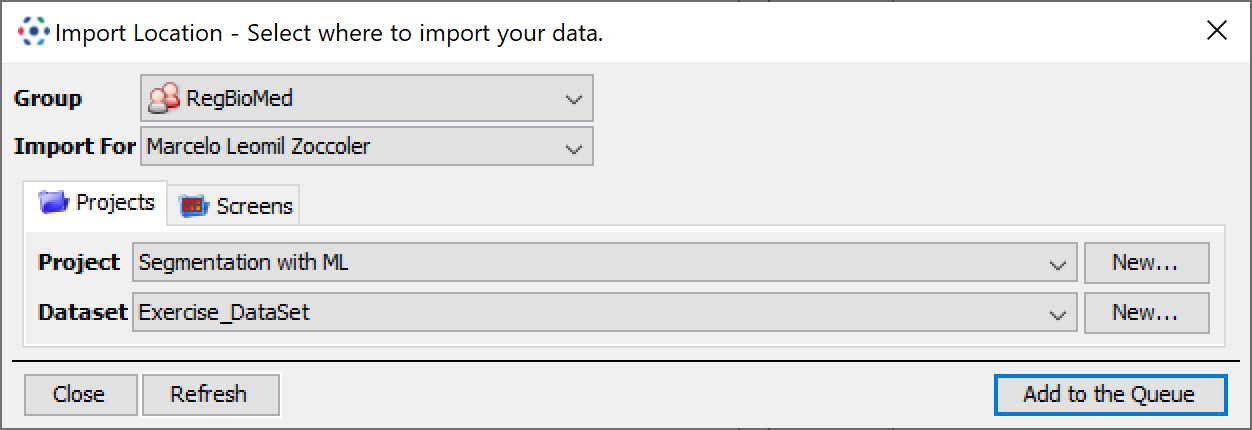 Import Location - Select where to import your data.
Group RegBioMed
Import For Marcelo Leomil Zoccoler
Projects Screens
Project Segmentation with ML New...
Dataset Exercise_DataSet New...
Close Refresh Add to the Queue